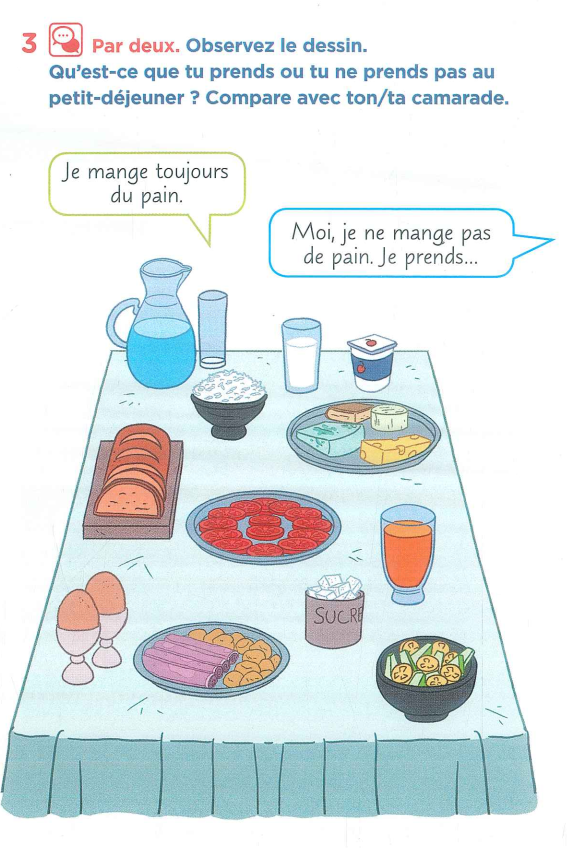 3 Par deux. Observez le dessin.
Qu'est-ce que tu prends ou tu ne prends pas au
petit-déjeuner ? Compare avec ton/ta camarade.
Je mange toujours
du pain.
Moi, je ne mange pas
de pain. Je prends...
SUCRE